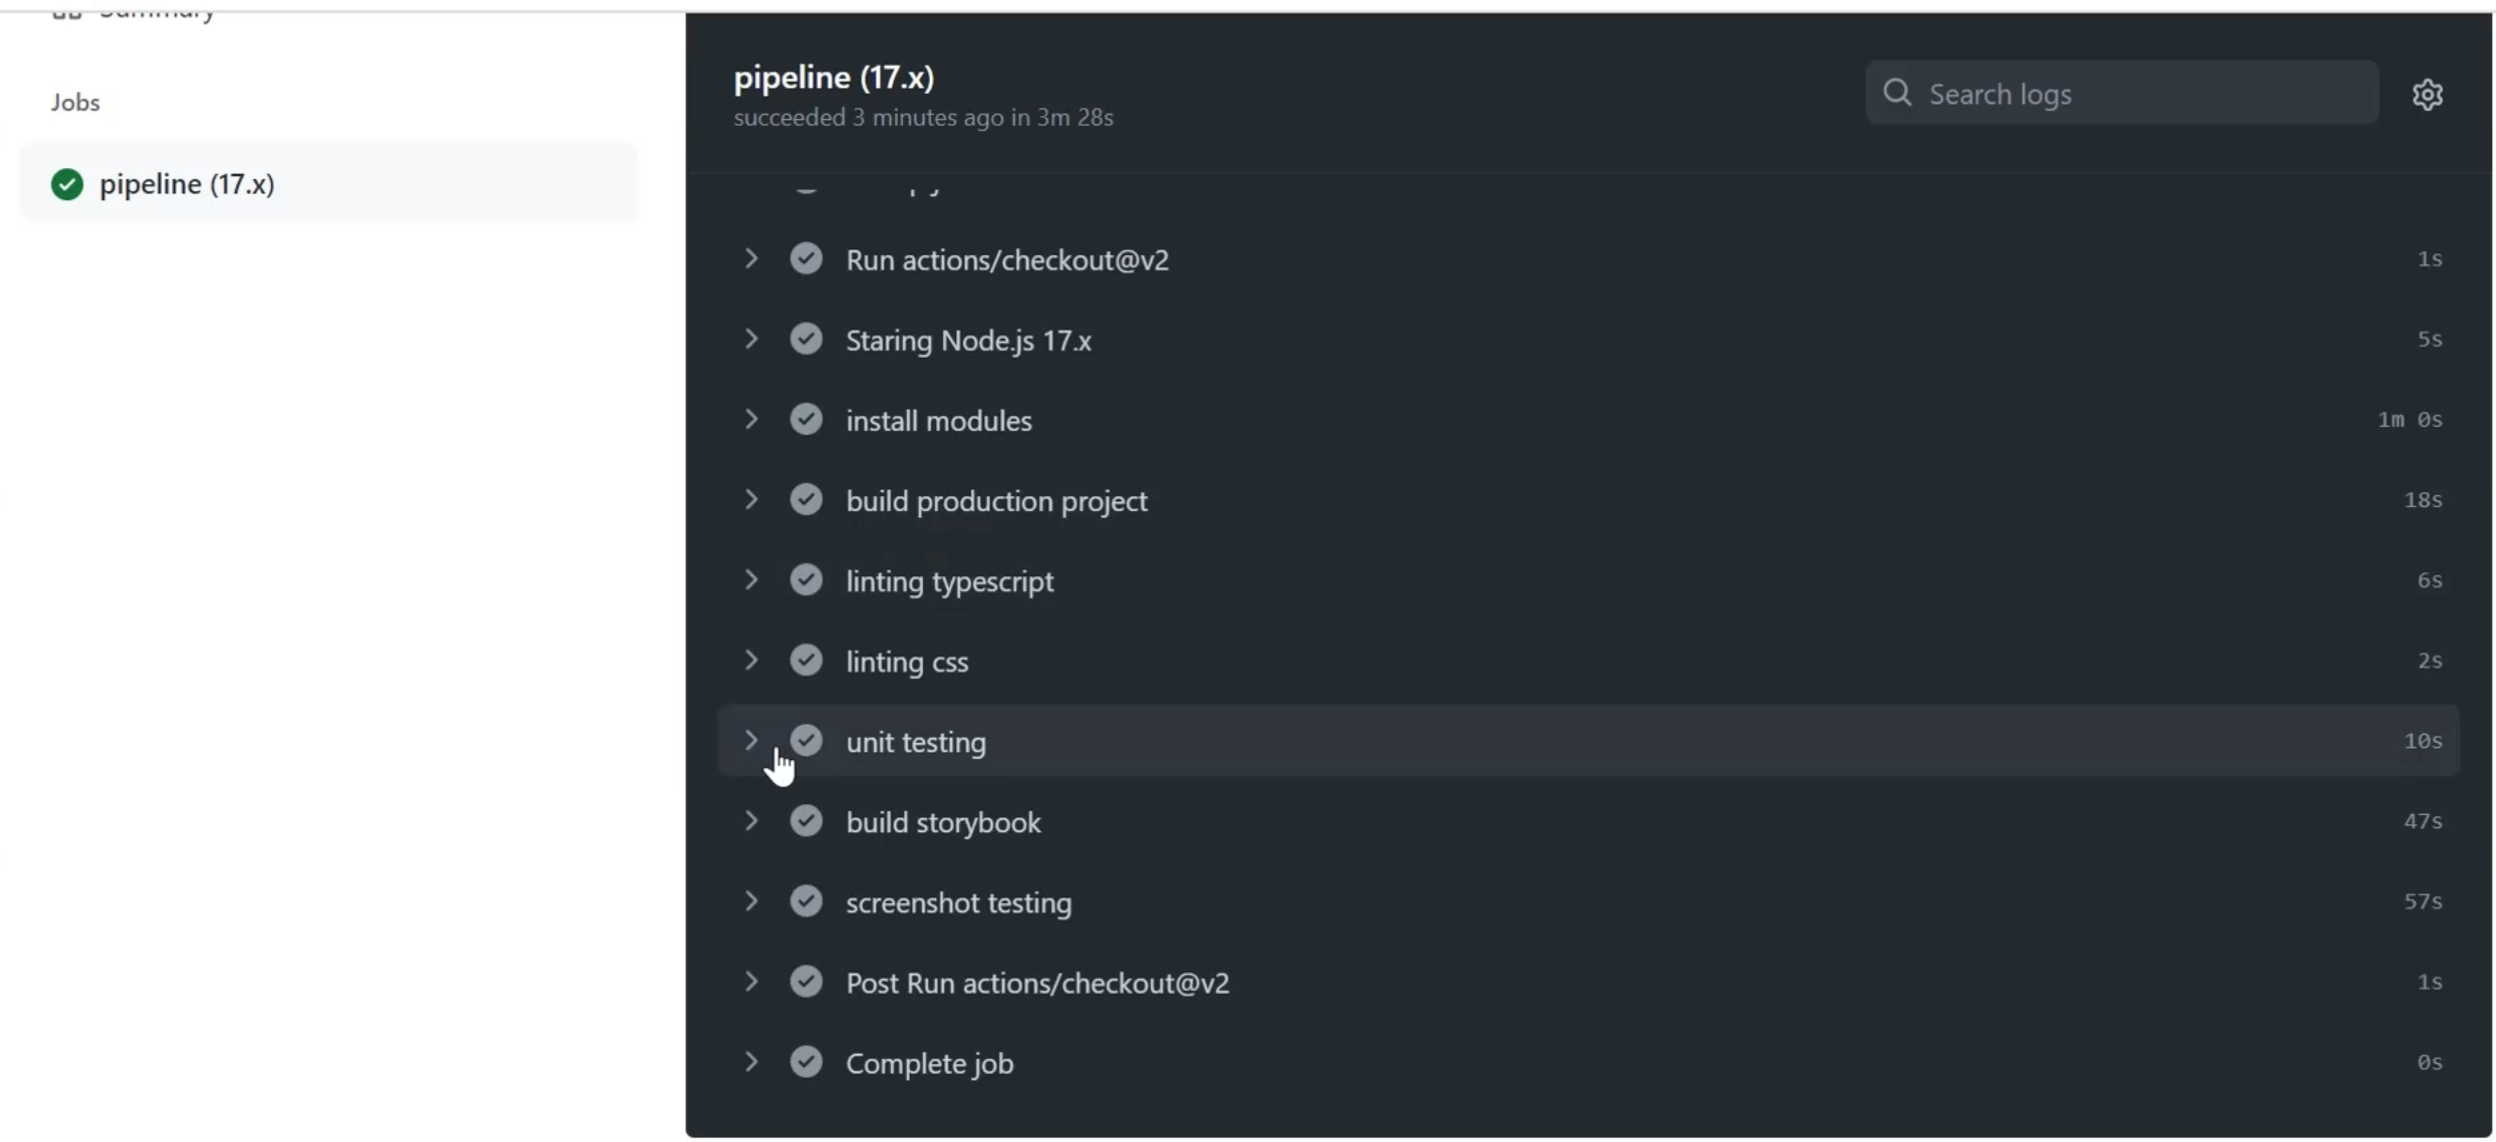 Summary
Jobs
pipeline (17.x)
pipeline (17.x)
succeeded 3 minutes ago in 3m 28s
Search logs
Run actions/checkout@v2 1s
Staring Node.js 17.x 5s
install modules 1m 0s
build production project 18s
linting typescript 6s
linting css 2s
unit testing 10s
build storybook 47s
screenshot testing 57s
Post Run actions/checkout@v2 1s
Complete job 0s